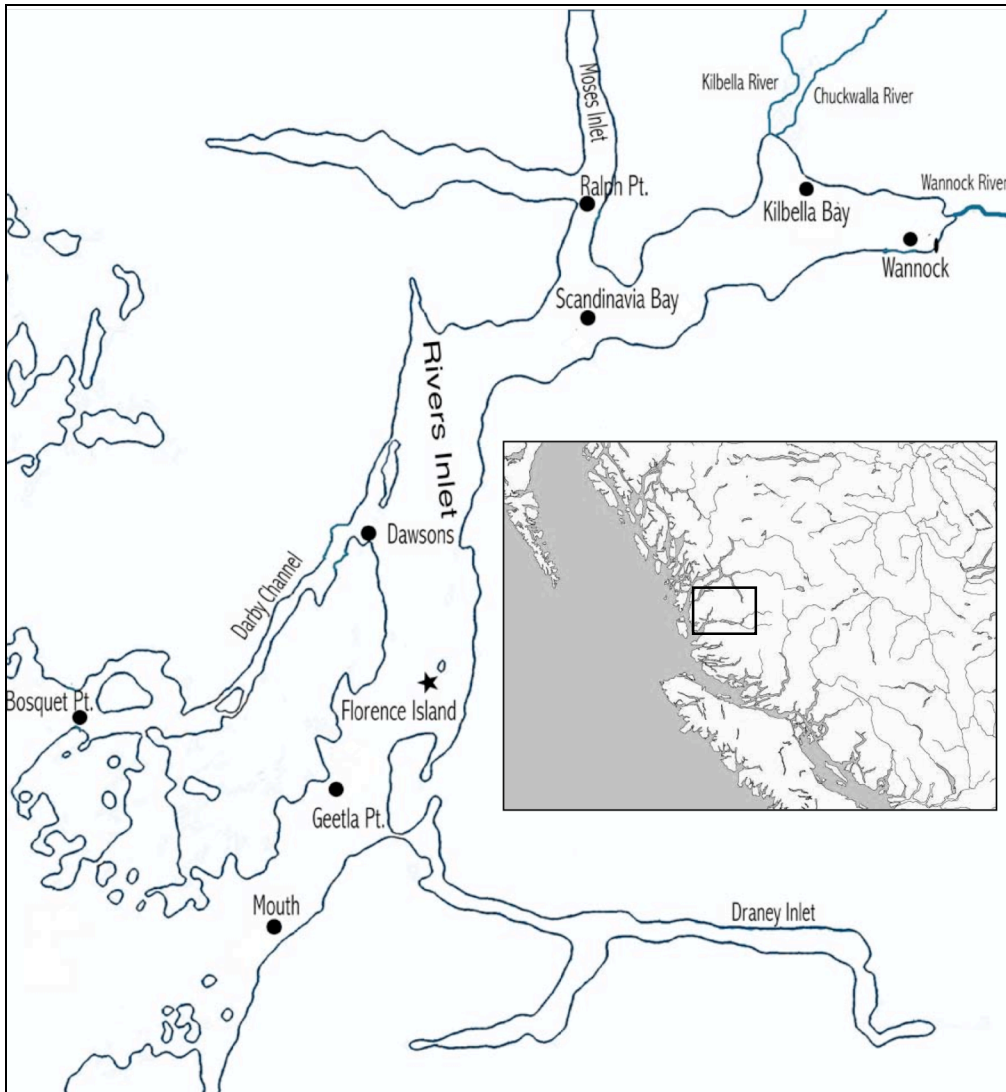 Moses Inlet
Kilbella River
Chuckwalla River
Ralph Pt.
Wannock River
Kilbella Bay
Wannock
Scandinavia Bay
Rivers Inlet
Dawsons
Darby Channel
Bosquet Pt.
Florence Island
Geetla Pt.
Mouth
Draney Inlet